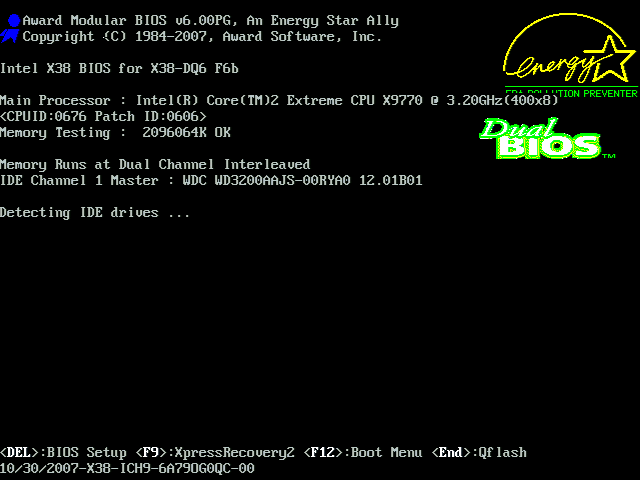 Award Modular BIOS v6.00PG, An Energy Star Ally
Copyright (C) 1984-2007, Award Software, Inc.
Intel X38 BIOS for X38-DQ6 F6b
energy
EPA POLLUTION PREVENTER
Main Processor : Intel(R) Core(TM)2 Extreme CPU X9770 @ 3.20GHz(400x8)
<CPUID:0676 Patch ID:0606>
Memory Testing : 2096064K OK
Dual
BIOS™
Memory Runs at Dual Channel Interleaved
IDE Channel 1 Master : WDC WD3200AAJS-00RYA0 12.01B01
Detecting IDE drives ...
<DEL>:BIOS Setup <F9>:XpressRecovery2 <F12>:Boot Menu <End>:Qflash
10/30/2007-X38-ICH9-6A79OG0QC-00